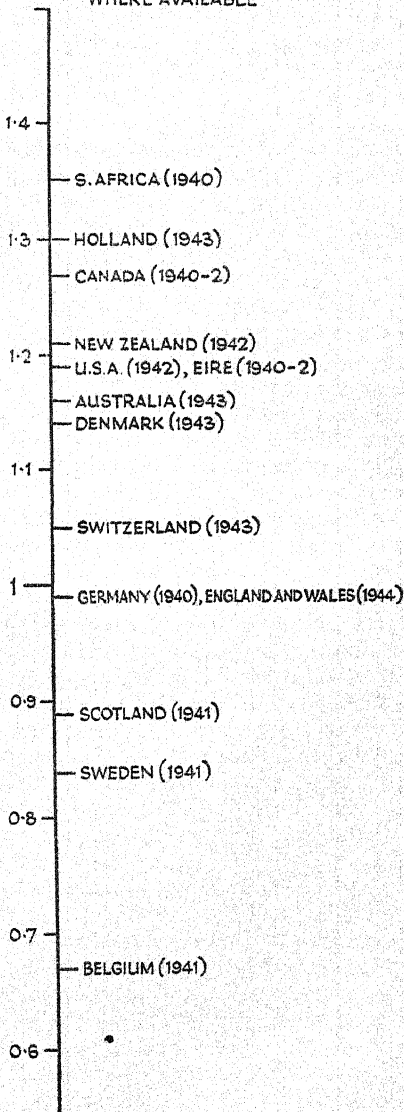 WHERE AVAILABLE
1·4
S. AFRICA (1940)
1·3 HOLLAND (1943)
CANADA (1940-2)
NEW ZEALAND (1942)
1·2
U.S.A. (1942), EIRE (1940-2)
AUSTRALIA (1943)
DENMARK (1943)
1·1
SWITZERLAND (1943)
1
GERMANY (1940), ENGLAND AND WALES (1944)
0·9
SCOTLAND (1941)
SWEDEN (1941)
0·8
0·7
BELGIUM (1941)
0·6